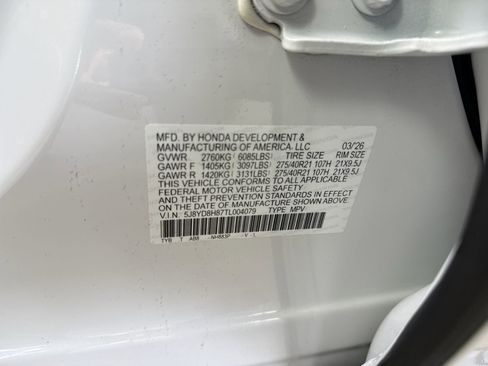 MFD. BY HONDA DEVELOPMENT &
MANUFACTURING OF AMERICA, LLC 03/26
GVWR 2760KG 6085LBS TIRE SIZE RIM SIZE
GAWR F 1405KG 3097LBS 275/40R21 107H 21X9.5J
GAWR R 1420KG 3131LBS 275/40R21 107H 21X9.5J
THIS VEHICLE CONFORMS TO ALL APPLICABLE
FEDERAL MOTOR VEHICLE SAFETY
AND THEFT PREVENTION STANDARDS IN EFFECT
ON THE DATE OF MANUFACTURE SHOWN ABOVE.
V.I.N. 5J8YD8H87TL004079 TYPE MPV
TYB T AB8 -NH883P -V -L